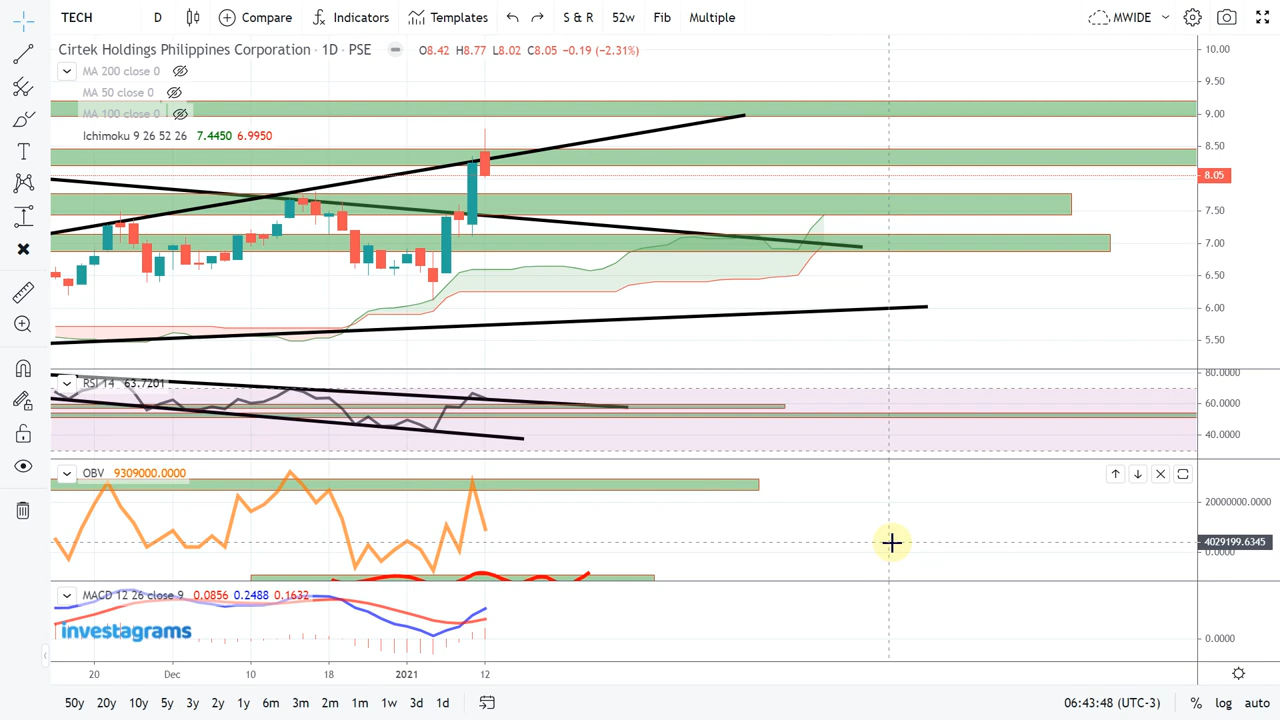 TECH D Compare Indicators Templates S & R 52w Fib Multiple MWIDE
Cirtek Holdings Philippines Corporation · 1D · PSE O8.42 H8.77 L8.02 C8.05 −0.19 (−2.31%)
MA 200 close 0
MA 50 close 0
MA 100 close 0
Ichimoku 9 26 52 26 7.4450 6.9950
10.00
9.50
9.00
8.50
8.05
7.50
7.00
6.50
6.00
5.50
RSI 14 63.7201
80.0000
60.0000
40.0000
OBV 9309000.0000
20000000.0000
4029199.6345
0.0000
MACD 12 26 close 9 0.0856 0.2488 0.1632
investagrams
0.0000
20 Dec 10 18 2021 12
50y 20y 10y 5y 3y 2y 1y 6m 3m 2m 1m 1w 3d 1d 06:43:48 (UTC-3) % log auto